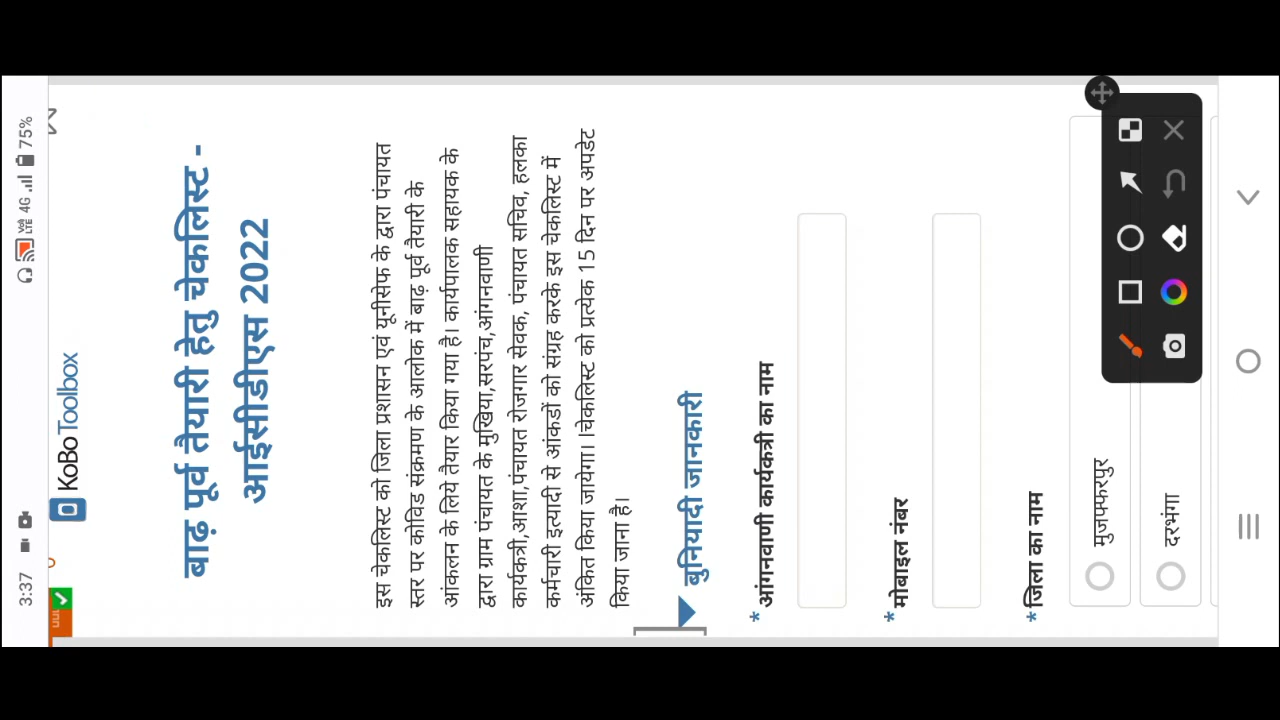 3:37 4G 75%
KoBoToolbox
बाढ़ पूर्व तैयारी हेतु चेकलिस्ट -
आईसीडीएस 2022
इस चेकलिस्ट को जिला प्रशासन एवं यूनीसेफ के द्वारा पंचायत
स्तर पर कोविड संक्रमण के आलोक में बाढ़ पूर्व तैयारी के
आंकलन के लिये तैयार किया गया है। कार्यपालक सहायक के
द्वारा ग्राम पंचायत के मुखिया,सरपंच,आंगनवाणी
कार्यकत्री,आशा,पंचायत रोजगार सेवक, पंचायत सचिव, हलका
कर्मचारी इत्यादी से आंकडों को संग्रह करके इस चेकलिस्ट में
अंकित किया जायेगा। |चेकलिस्ट को प्रत्येक 15 दिन पर अपडेट
किया जाना है।
बुनियादी जानकारी
* आंगनवाणी कार्यकत्री का नाम
* मोबाइल नंबर
* जिला का नाम
मुजफ्फरपुर
दरभंगा